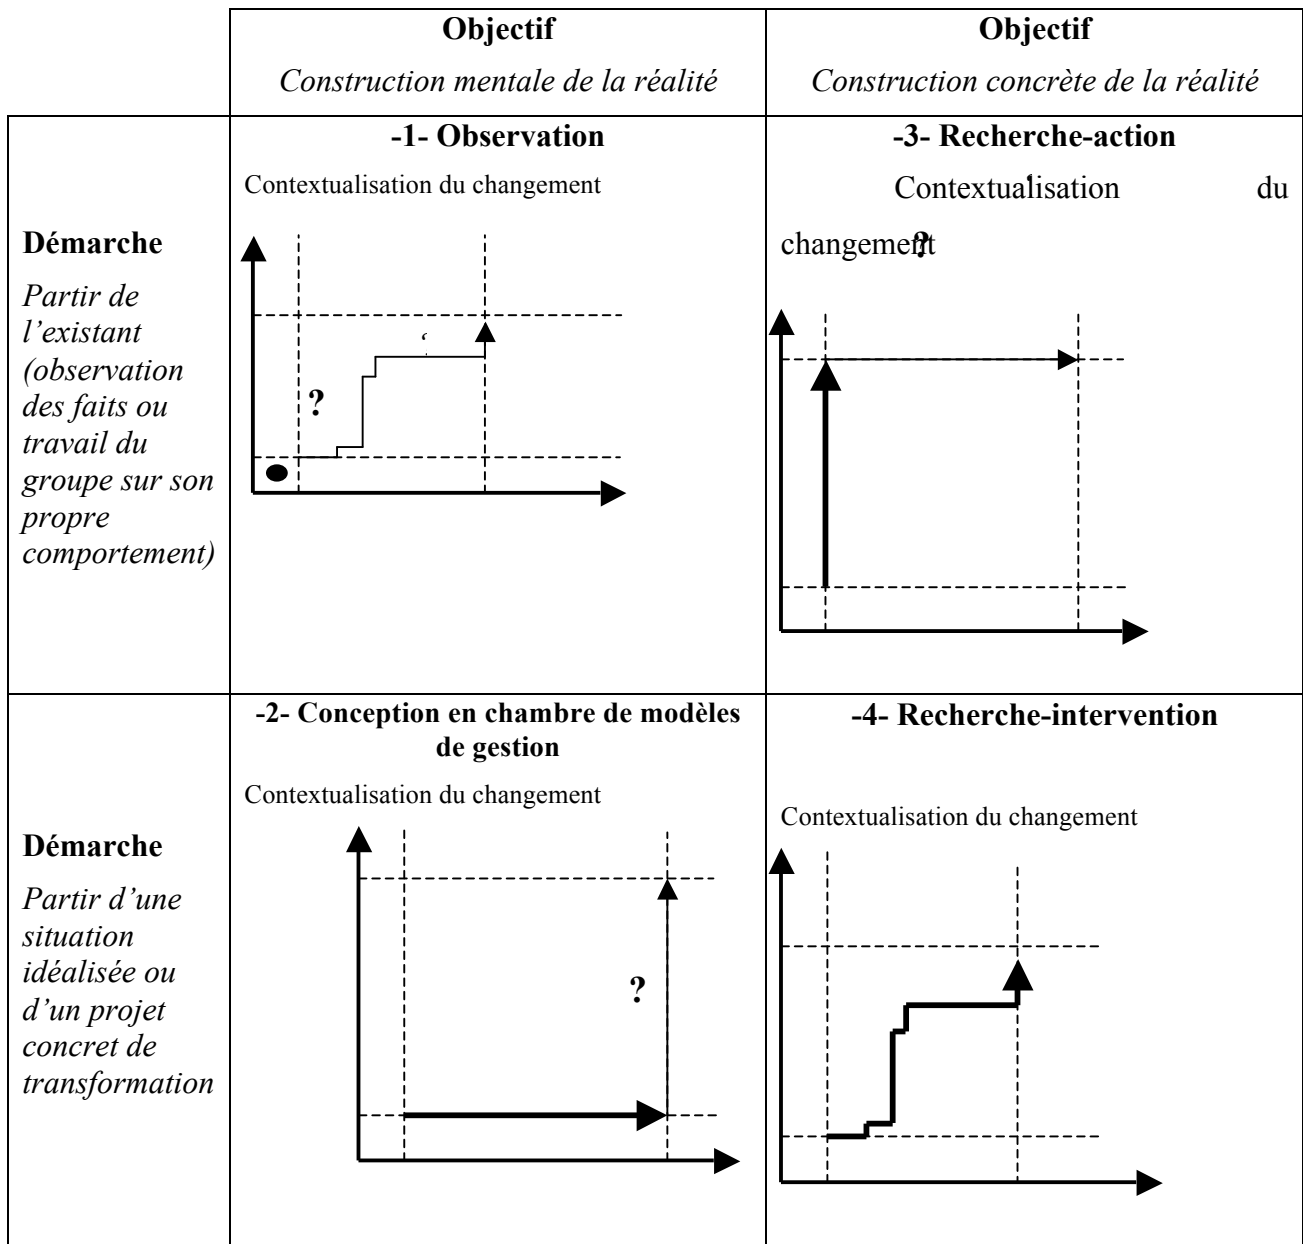 Objectif
Construction mentale de la réalité
Objectif
Construction concrète de la réalité
Démarche
Partir de
l’existant
(observation
des faits ou
travail du
groupe sur son
propre
comportement)
-1- Observation
Contextualisation du changement
?
-3- Recherche-action
Contextualisation du
changement
?
Démarche
Partir d’une
situation
idéalisée ou
d’un projet
concret de
transformation
-2- Conception en chambre de modèles
de gestion
Contextualisation du changement
?
-4- Recherche-intervention
Contextualisation du changement